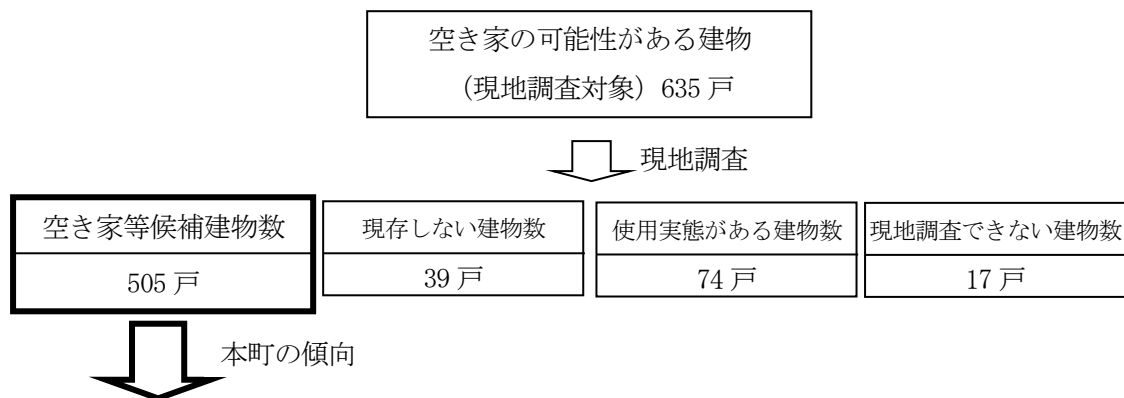 空き家の可能性がある建物
（現地調査対象）635 戸
現地調査
空き家等候補建物数
505 戸
現存しない建物数
39 戸
使用実態がある建物数
74 戸
現地調査できない建物数
17 戸
本町の傾向